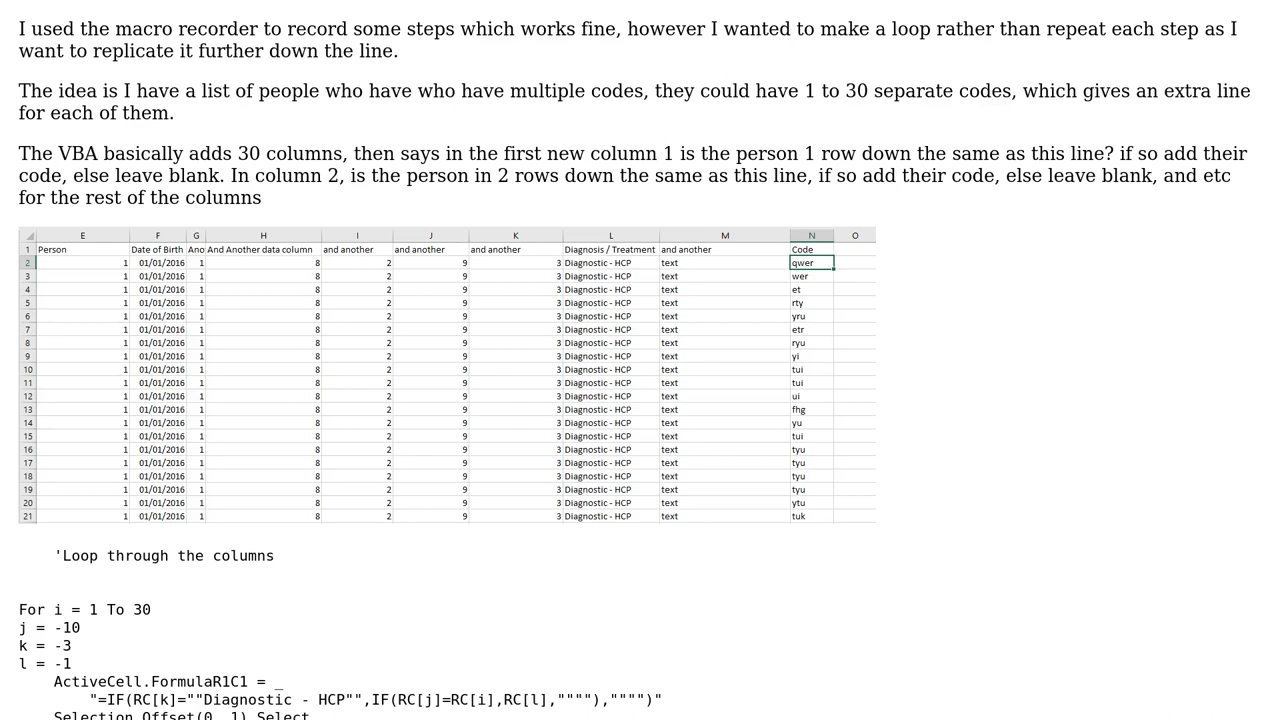 I used the macro recorder to record some steps which works fine, however I wanted to make a loop rather than repeat each step as I
want to replicate it further down the line.
The idea is I have a list of people who have who have multiple codes, they could have 1 to 30 separate codes, which gives an extra line
for each of them.
The VBA basically adds 30 columns, then says in the first new column 1 is the person 1 row down the same as this line? if so add their
code, else leave blank. In column 2, is the person in 2 rows down the same as this line, if so add their code, else leave blank, and etc
for the rest of the columns
E F G H I J K L M N O
1 Person Date of Birth Ano And Another data column and another and another and another Diagnosis / Treatment and another Code
2 1 01/01/2016 1 8 2 9 3 Diagnostic - HCP text qwer
3 1 01/01/2016 1 8 2 9 3 Diagnostic - HCP text wer
4 1 01/01/2016 1 8 2 9 3 Diagnostic - HCP text et
5 1 01/01/2016 1 8 2 9 3 Diagnostic - HCP text rty
6 1 01/01/2016 1 8 2 9 3 Diagnostic - HCP text yru
7 1 01/01/2016 1 8 2 9 3 Diagnostic - HCP text etr
8 1 01/01/2016 1 8 2 9 3 Diagnostic - HCP text ryu
9 1 01/01/2016 1 8 2 9 3 Diagnostic - HCP text yi
10 1 01/01/2016 1 8 2 9 3 Diagnostic - HCP text tui
11 1 01/01/2016 1 8 2 9 3 Diagnostic - HCP text tui
12 1 01/01/2016 1 8 2 9 3 Diagnostic - HCP text ui
13 1 01/01/2016 1 8 2 9 3 Diagnostic - HCP text fhg
14 1 01/01/2016 1 8 2 9 3 Diagnostic - HCP text yu
15 1 01/01/2016 1 8 2 9 3 Diagnostic - HCP text tui
16 1 01/01/2016 1 8 2 9 3 Diagnostic - HCP text tyu
17 1 01/01/2016 1 8 2 9 3 Diagnostic - HCP text tyu
18 1 01/01/2016 1 8 2 9 3 Diagnostic - HCP text tyu
19 1 01/01/2016 1 8 2 9 3 Diagnostic - HCP text tyu
20 1 01/01/2016 1 8 2 9 3 Diagnostic - HCP text ytu
21 1 01/01/2016 1 8 2 9 3 Diagnostic - HCP text tuk
'Loop through the columns
For i = 1 To 30
j = -10
k = -3
l = -1
ActiveCell.FormulaR1C1 = _
"=IF(RC[k]=""Diagnostic - HCP"",IF(RC[j]=RC[i],RC[l],""""),"""")"
Selection.Offset(0, 1).Select